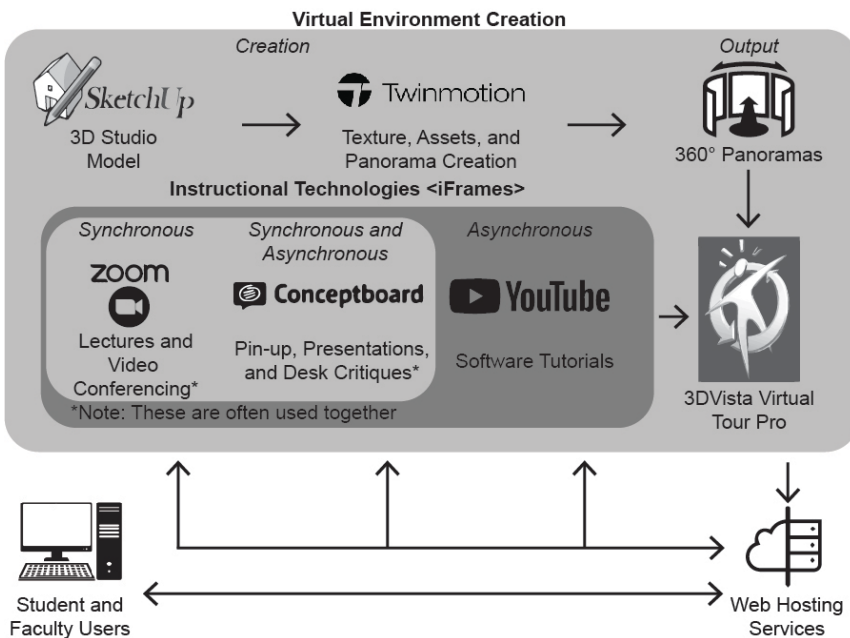 Virtual Environment Creation
Creation
Output
SketchUp
Twinmotion
3D Studio
Model
Texture, Assets, and
Panorama Creation
360° Panoramas
Instructional Technologies <iFrames>
Synchronous
Synchronous and
Asynchronous
Asynchronous
zoom
Conceptboard
YouTube
Lectures and
Video
Conferencing*
Pin-up, Presentations,
and Desk Critiques*
Software Tutorials
*Note: These are often used together
3DVista Virtual
Tour Pro
Student and
Faculty Users
Web Hosting
Services